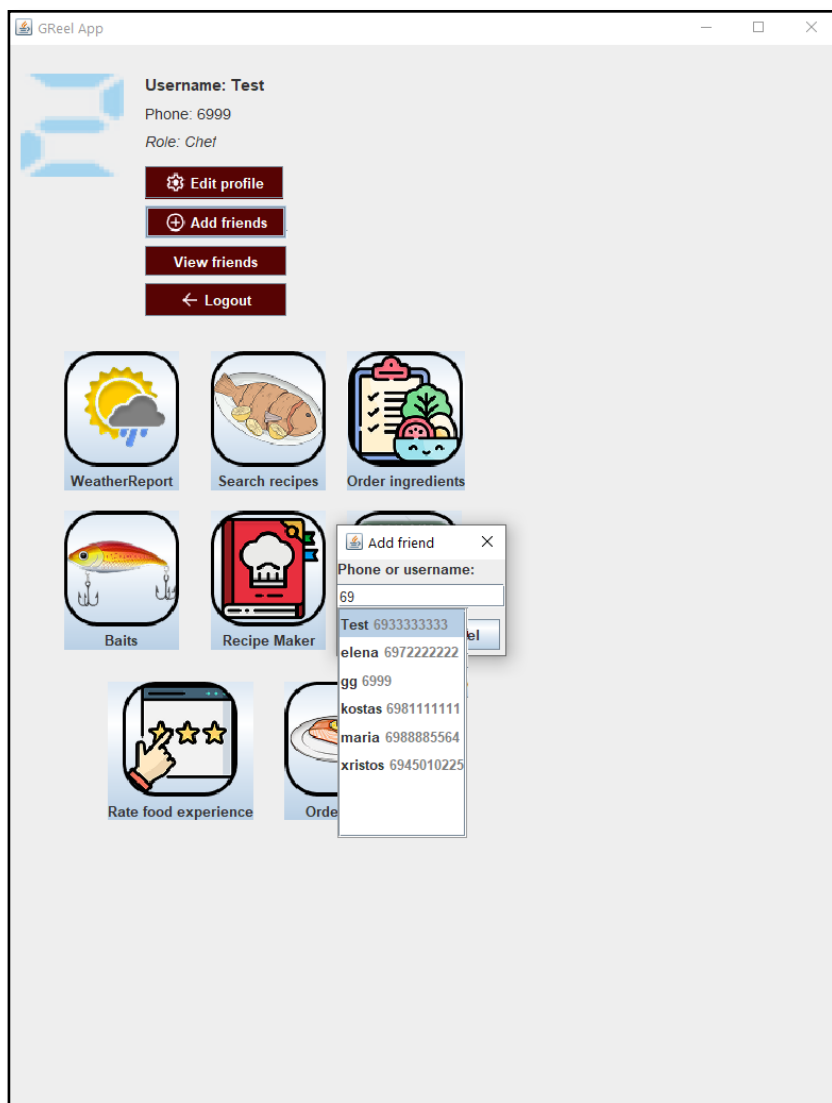 GReel App
Username: Test
Phone: 6999
Role: Chef
Edit profile
Add friends
View friends
Logout
WeatherReport
Search recipes
Order ingredients
Baits
Recipe Maker
Add friend
Phone or username:
69
Test 6933333333
elena 6972222222
gg 6999
kostas 6981111111
maria 6988885564
xristos 6945010225
Rate food experience